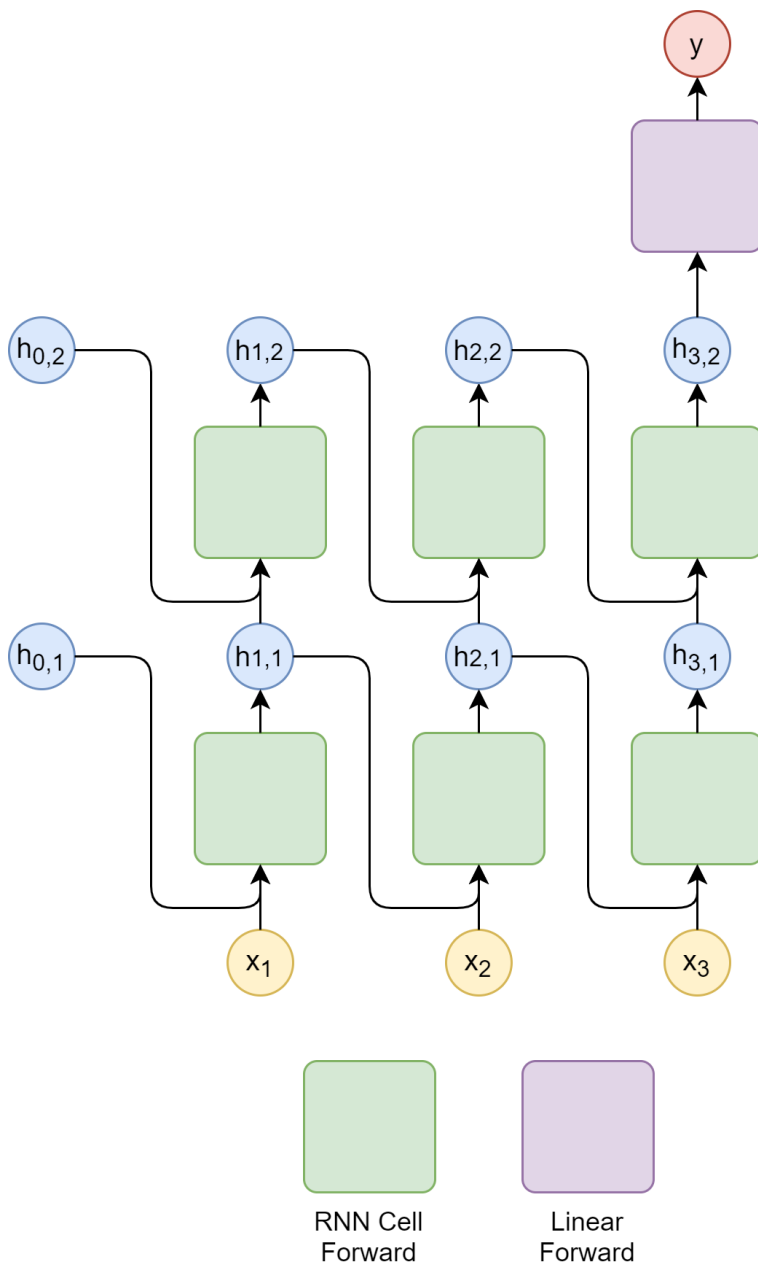 y
h0,2
h1,2
h2,2
h3,2
h0,1
h1,1
h2,1
h3,1
x1
x2
x3
RNN Cell
Forward
Linear
Forward